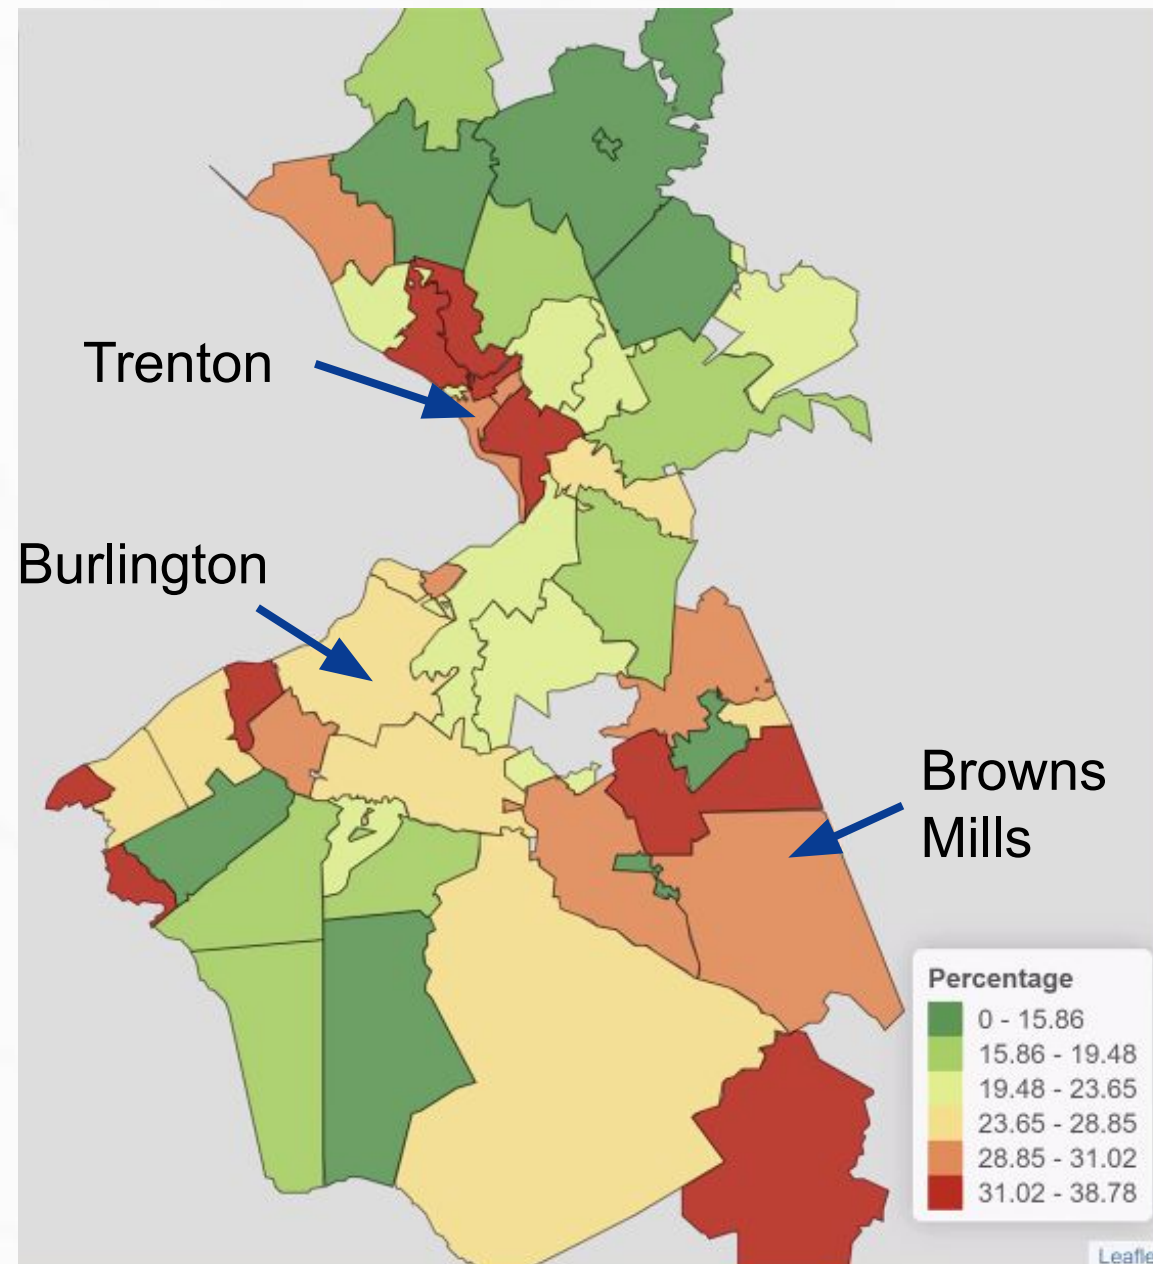 Trenton
Burlington
Browns
Mills
Percentage
0 - 15.86
15.86 - 19.48
19.48 - 23.65
23.65 - 28.85
28.85 - 31.02
31.02 - 38.78
Leafle